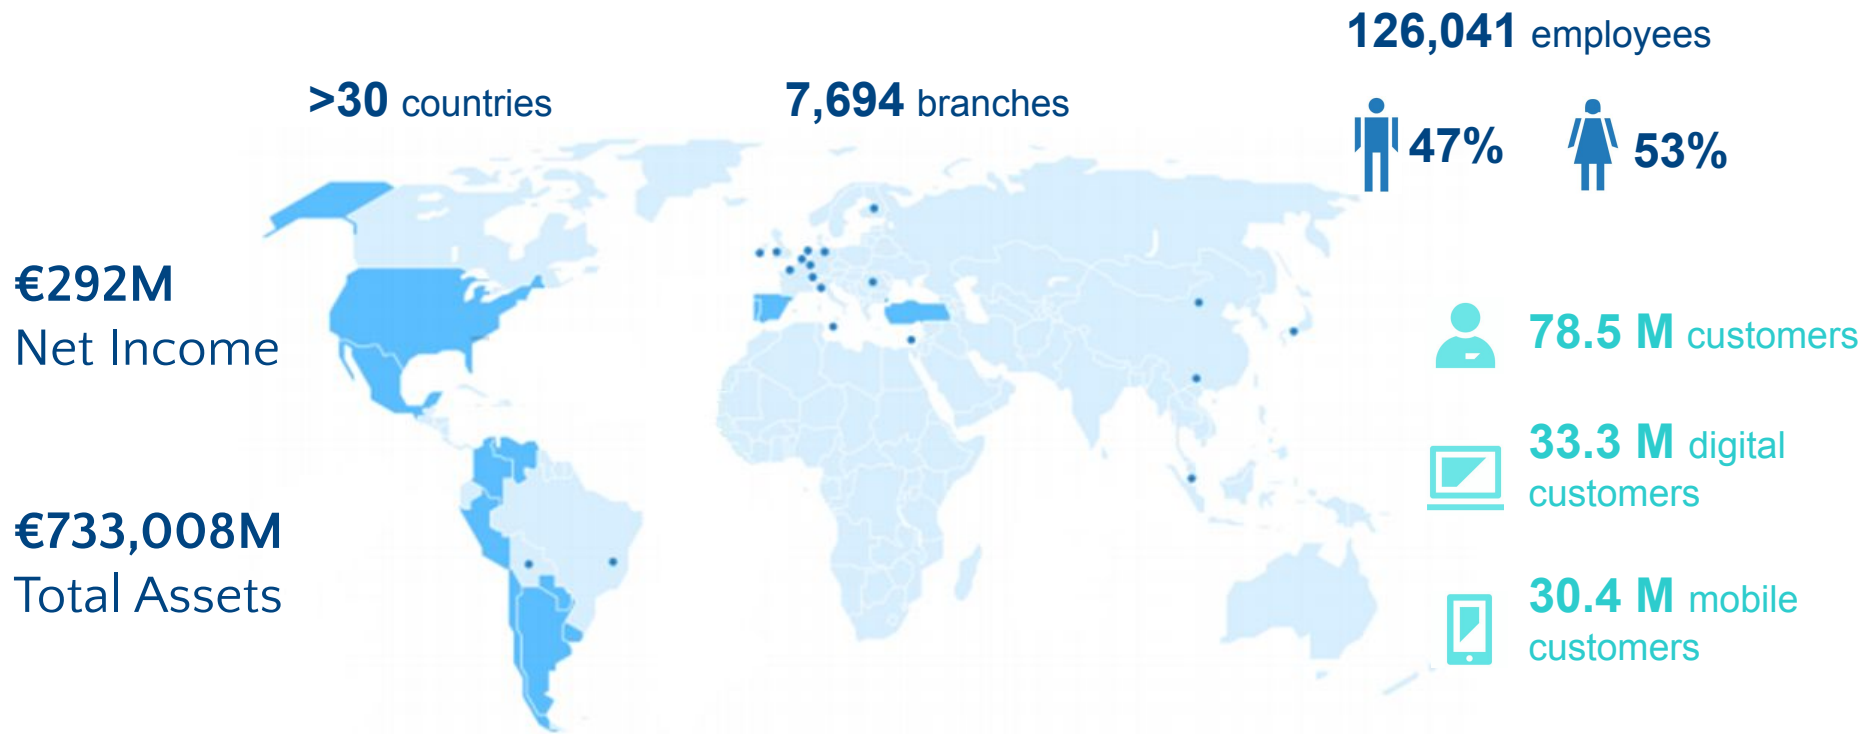 126,041 employees
>30 countries
7,694 branches
47%
53%
€292M
Net Income
78.5 M customers
33.3 M digital
customers
€733,008M
Total Assets
30.4 M mobile
customers